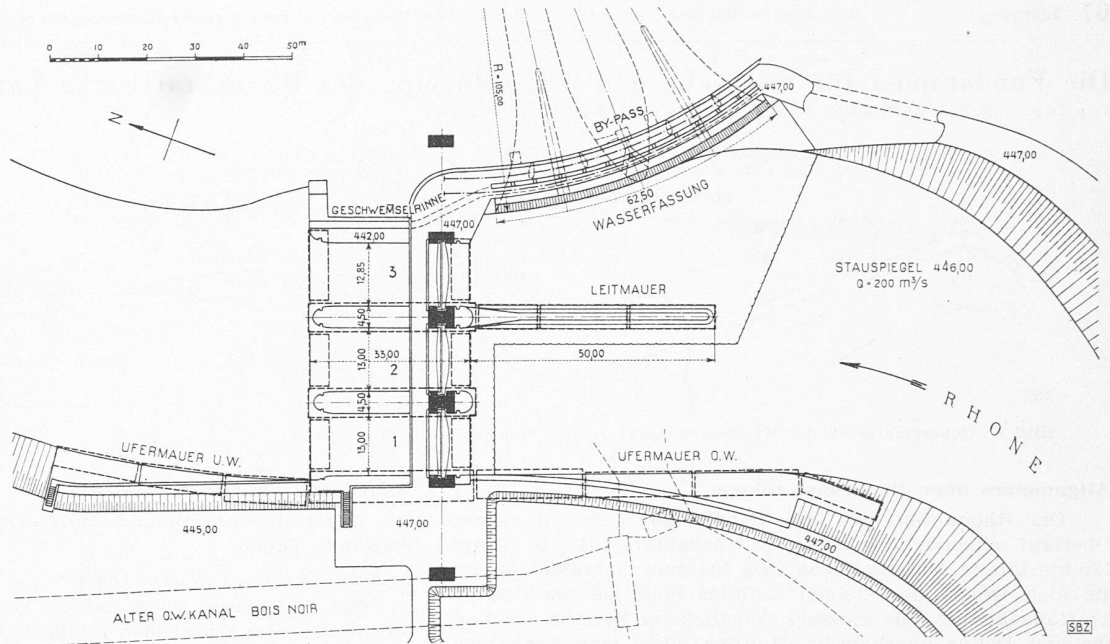 0 10 20 30 40 50m
N
R=105,00
BY-PASS
447,00
447,00
62,50
WASSERFASSUNG
GESCHWEMSELRINNE
447,00
442,00
3
12,85
STAUSPIEGEL 446,00
Q = 200 m³/s
LEITMAUER
4,50
33,00
50,00
13,00
2
4,50
RHONE
13,00
1
UFERMAUER U.W.
UFERMAUER O.W.
445,00
447,00
447,00
ALTER O.W. KANAL BOIS NOIR
SBZ